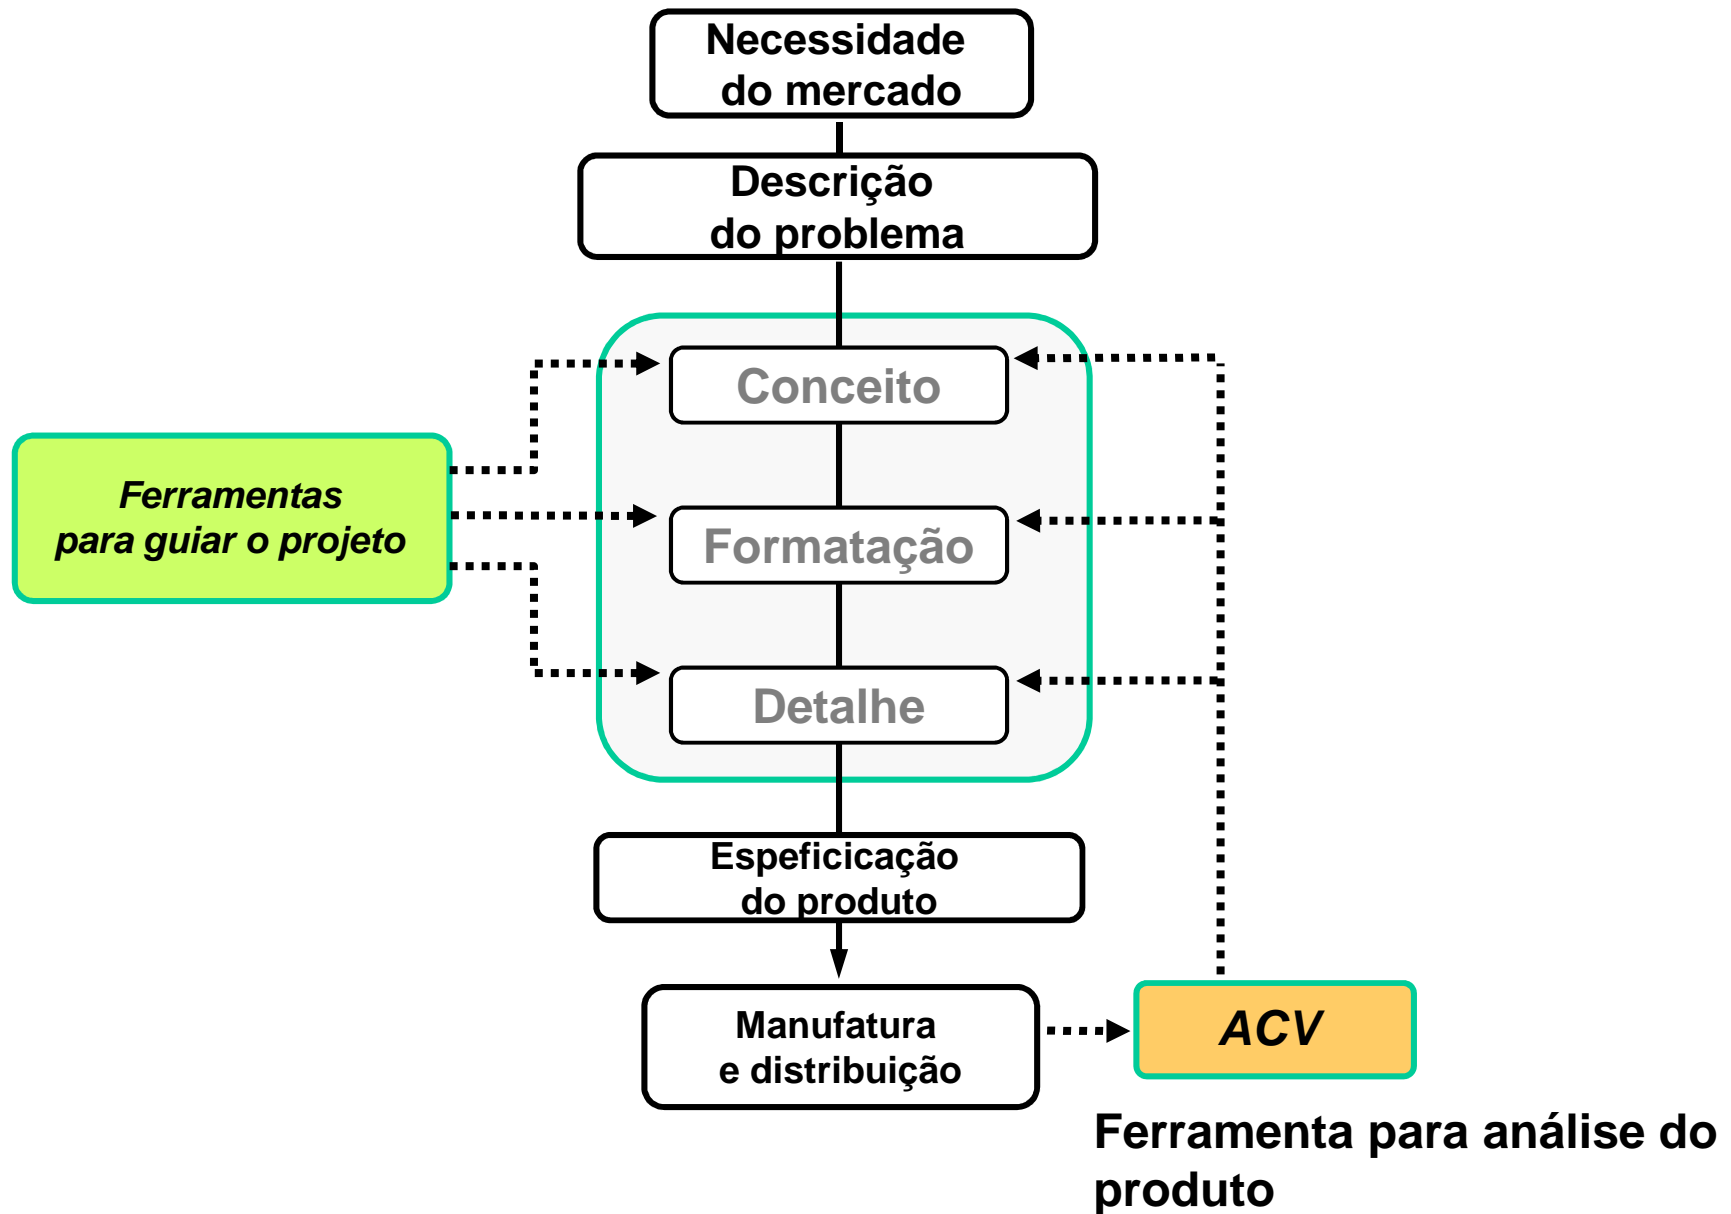 Necessidade
do mercado
Descrição
do problema
Conceito
Ferramentas
para guiar o projeto
Formatação
Detalhe
Espeficicação
do produto
Manufatura
e distribuição
ACV
Ferramenta para análise do
produto